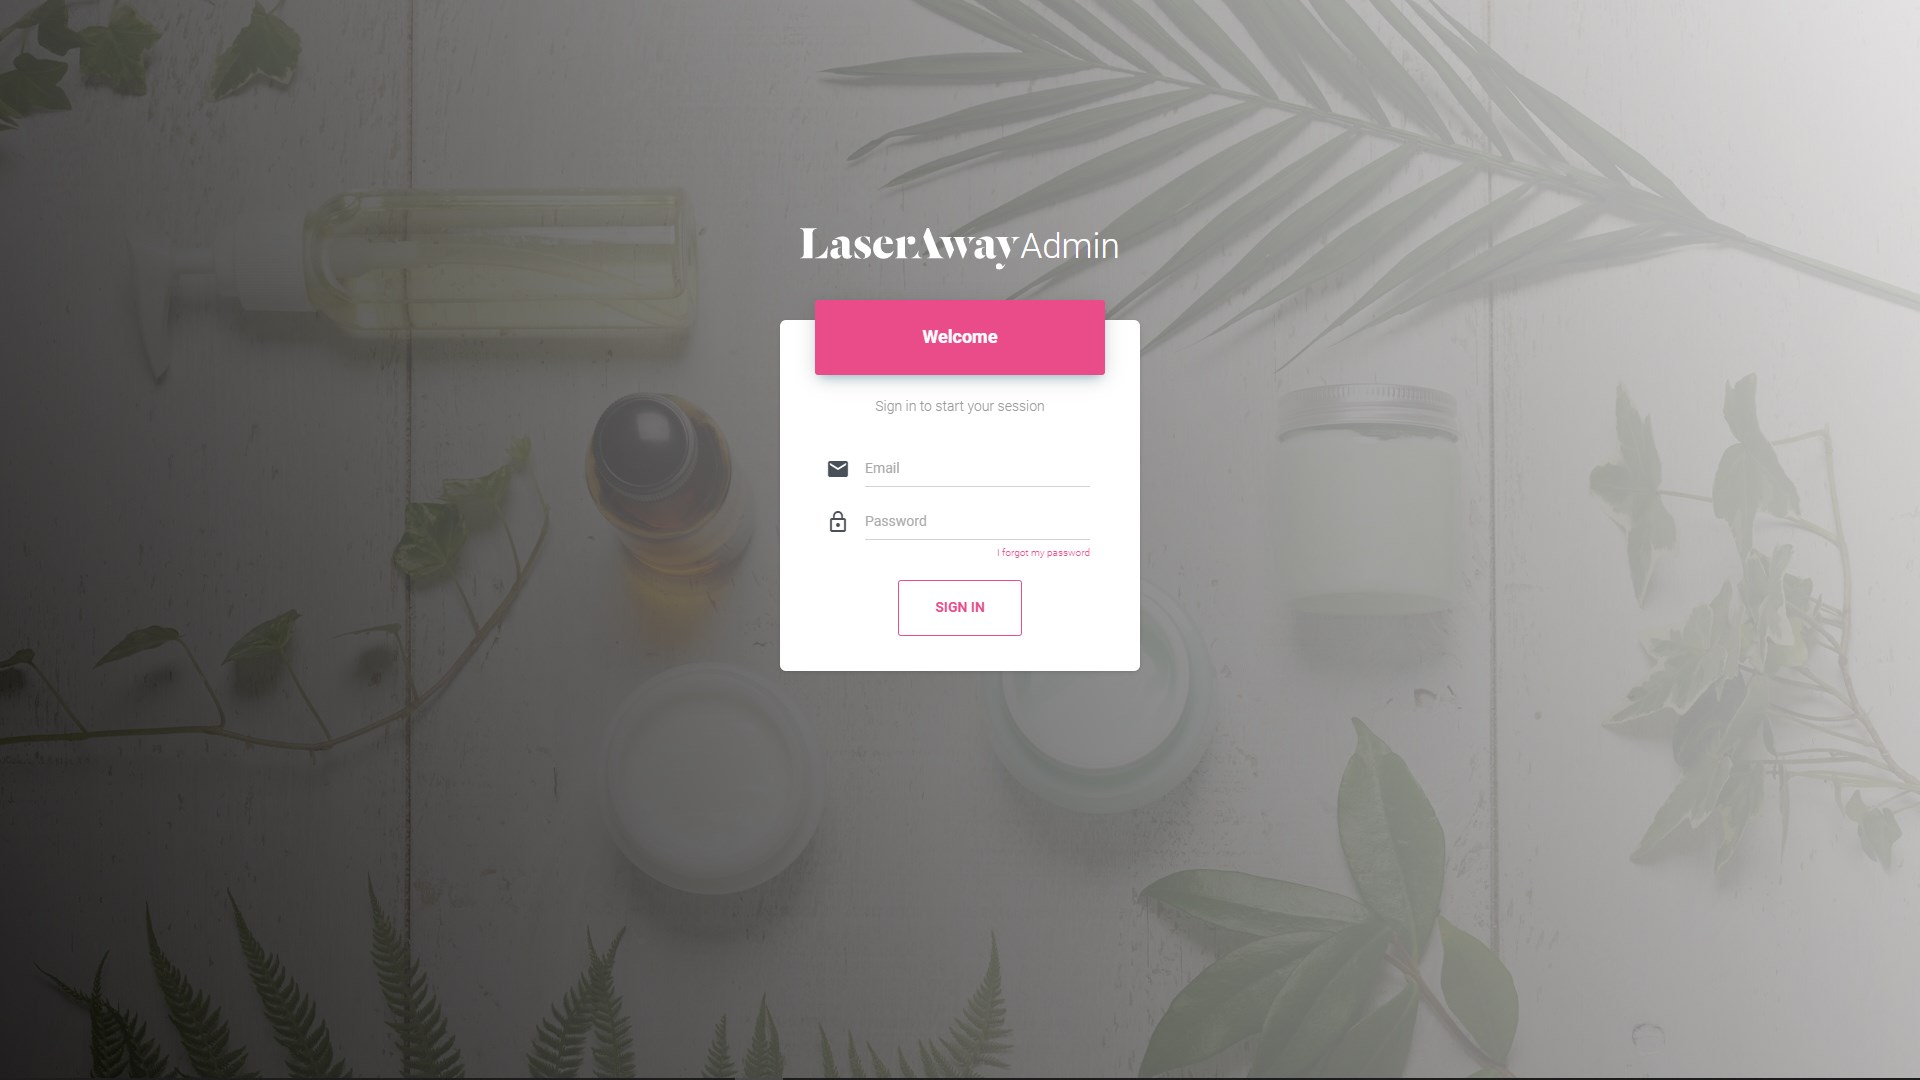 LaserAway Admin
Welcome
Sign in to start your session
Email
Password
I forgot my password
SIGN IN